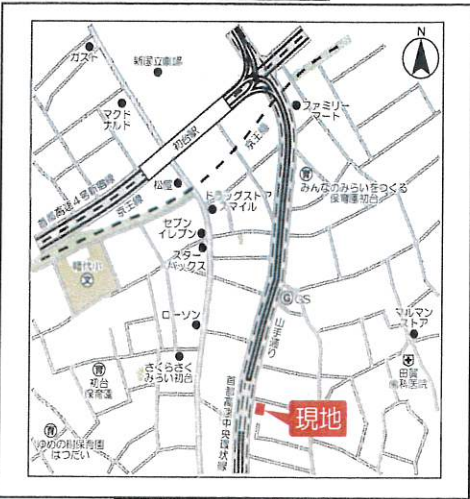 N
ガスト
新国立劇場
マクド
ナルド
ファミリー
マート
初台駅
京王線
首都高速4号新宿線
京王線
松屋
みんなのみらいをつくる
保育園初台
ドラッグストア
スマイル
セブン
イレブン
スター
バックス
幡代小
文
GS
山手通り
マルマン
ストア
ローソン
さくらさく
みらい初台
初台
保育園
田賀
歯科医院
首都高速中央環状線
現地
ゆめの樹保育園
はつだい